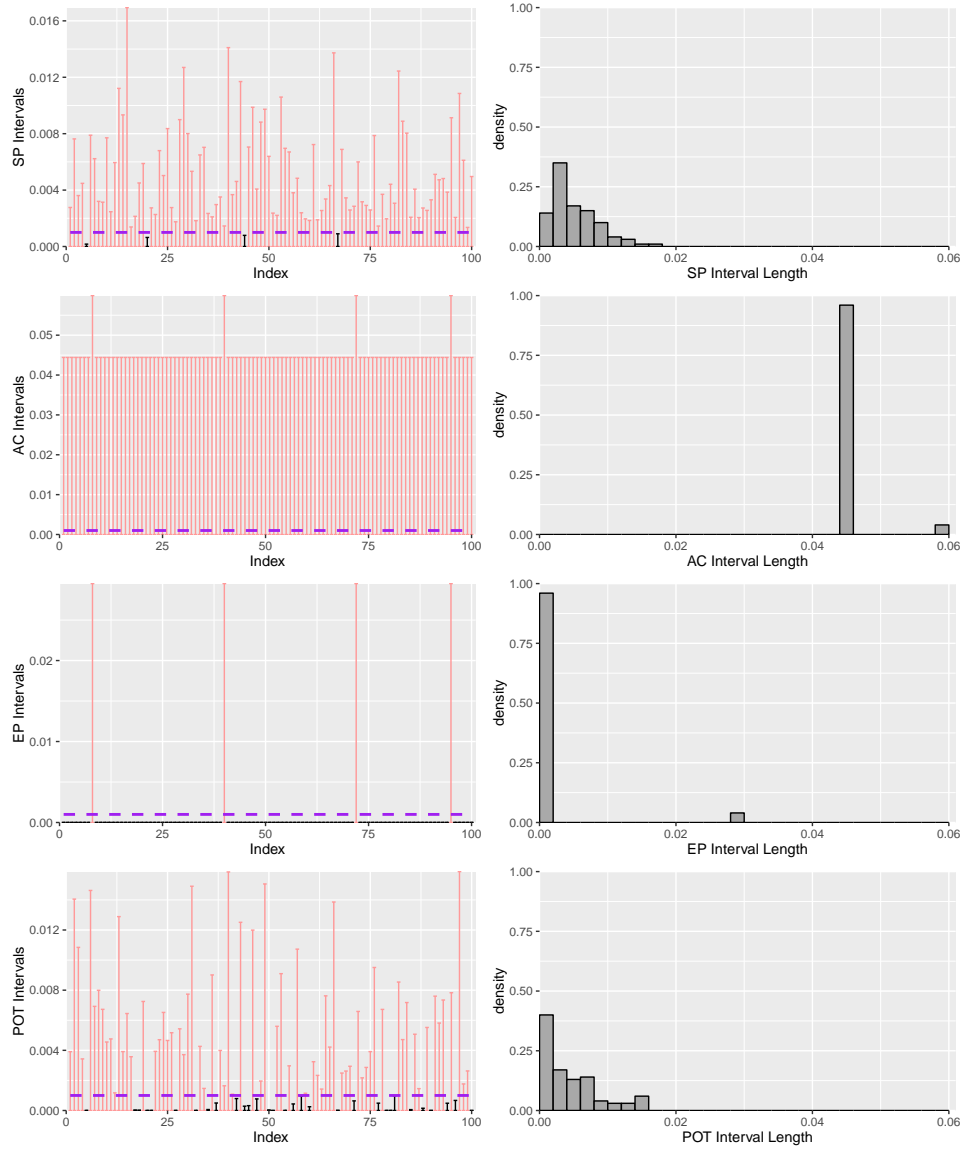 SP Intervals
0.016
0.012
0.008
0.004
0.000
0 25 50 75 100
Index
density
1.00
0.75
0.50
0.25
0.00
0.00 0.02 0.04 0.06
SP Interval Length
AC Intervals
0.05
0.04
0.03
0.02
0.01
0.00
0 25 50 75 100
Index
density
1.00
0.75
0.50
0.25
0.00
0.00 0.02 0.04 0.06
AC Interval Length
EP Intervals
0.02
0.01
0.00
0 25 50 75 100
Index
density
1.00
0.75
0.50
0.25
0.00
0.00 0.02 0.04 0.06
EP Interval Length
POT Intervals
0.012
0.008
0.004
0.000
0 25 50 75 100
Index
density
1.00
0.75
0.50
0.25
0.00
0.00 0.02 0.04 0.06
POT Interval Length